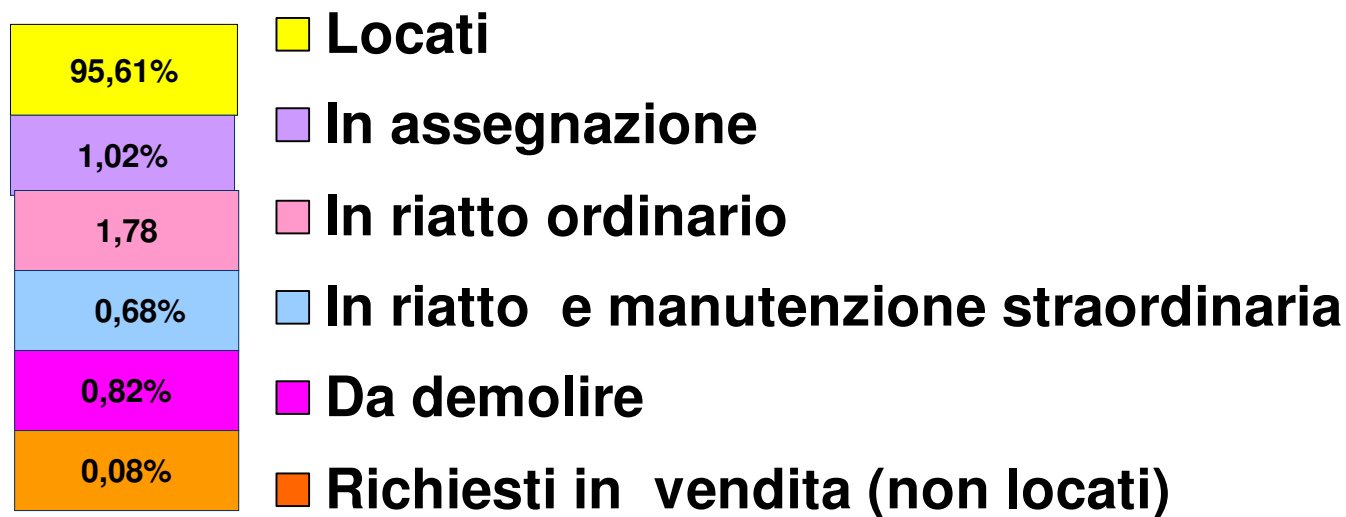 95,61% Locati
1,02% In assegnazione
1,78 In riatto ordinario
0,68% In riatto e manutenzione straordinaria
0,82% Da demolire
0,08% Richiesti in vendita (non locati)